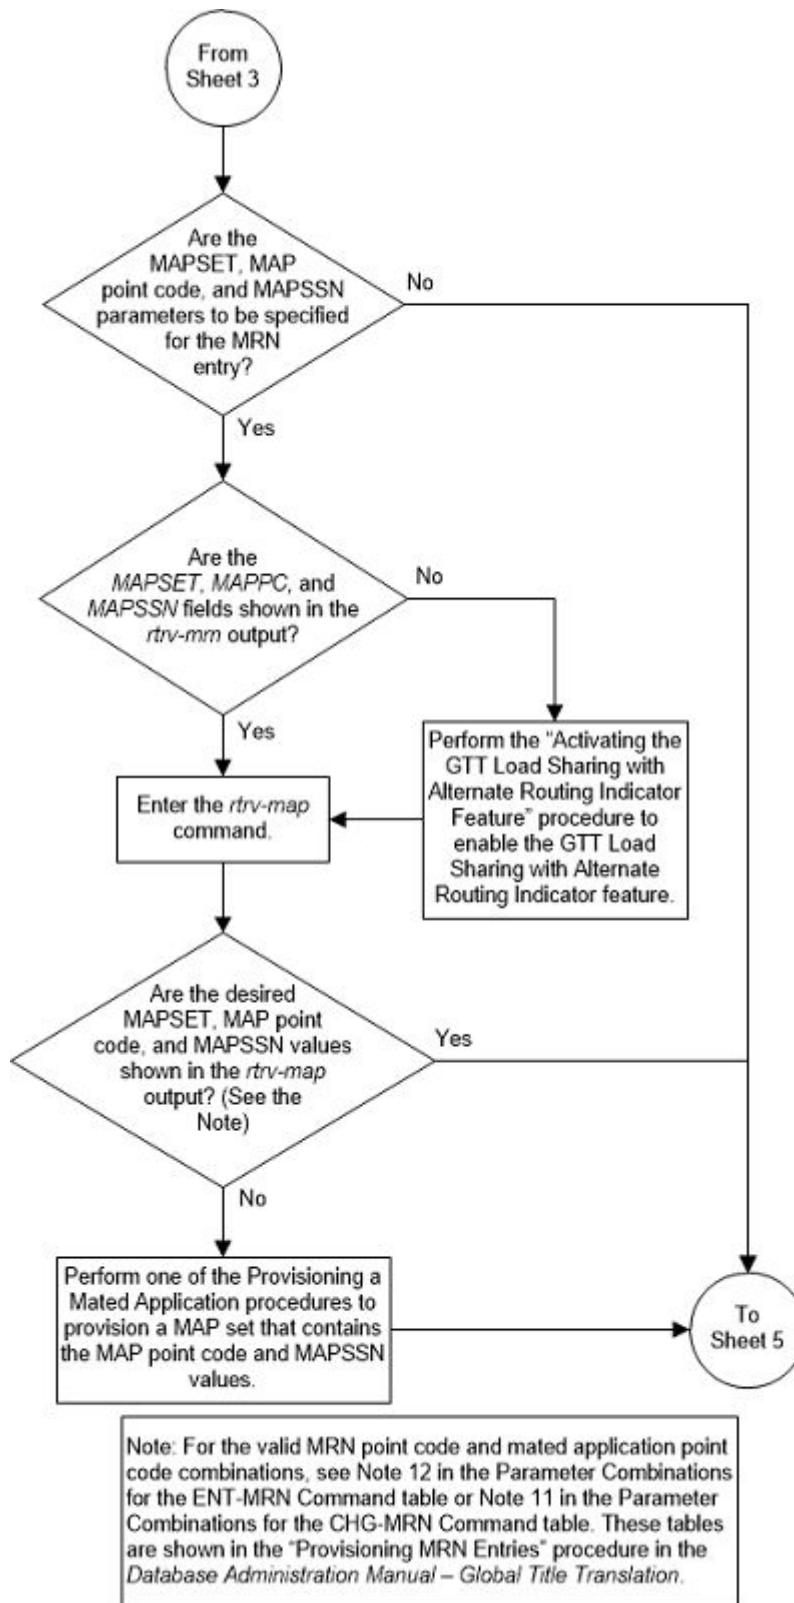 From
Sheet 3
Are the
MAPSET, MAP
point code, and MAPSSN
parameters to be specified
for the MRN
entry?
No
Yes
Are the
MAPSET, MAPPC, and
MAPSSN fields shown in the
rtrv-mrn output?
No
Yes
Perform the “Activating the
GTT Load Sharing with
Alternate Routing Indicator
Feature” procedure to
enable the GTT Load
Sharing with Alternate
Routing Indicator feature.
Enter the rtrv-map
command.
Are the desired
MAPSET, MAP point
code, and MAPSSN values
shown in the rtrv-map
output? (See the
Note)
Yes
No
Perform one of the Provisioning a
Mated Application procedures to
provision a MAP set that contains
the MAP point code and MAPSSN
values.
To
Sheet 5
Note: For the valid MRN point code and mated application point
code combinations, see Note 12 in the Parameter Combinations
for the ENT-MRN Command table or Note 11 in the Parameter
Combinations for the CHG-MRN Command table. These tables
are shown in the “Provisioning MRN Entries” procedure in the
Database Administration Manual – Global Title Translation.